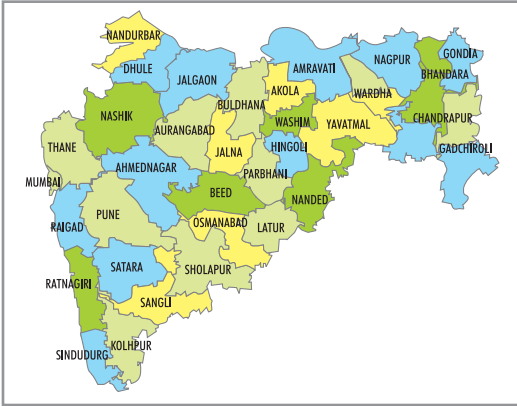 NANDURBAR
DHULE
JALGAON
BULDHANA
AKOLA
AMRAVATI
NAGPUR
GONDIA
BHANDARA
WARDHA
NASHIK
AURANGABAD
WASHIM
YAVATMAL
CHANDRAPUR
THANE
JALNA
HINGOLI
GADCHIROLI
MUMBAI
AHMEDNAGAR
PARBHANI
BEED
NANDED
PUNE
RAIGAD
OSMANABAD
LATUR
SATARA
SHOLAPUR
RATNAGIRI
SANGLI
KOLHPUR
SINDUDURG